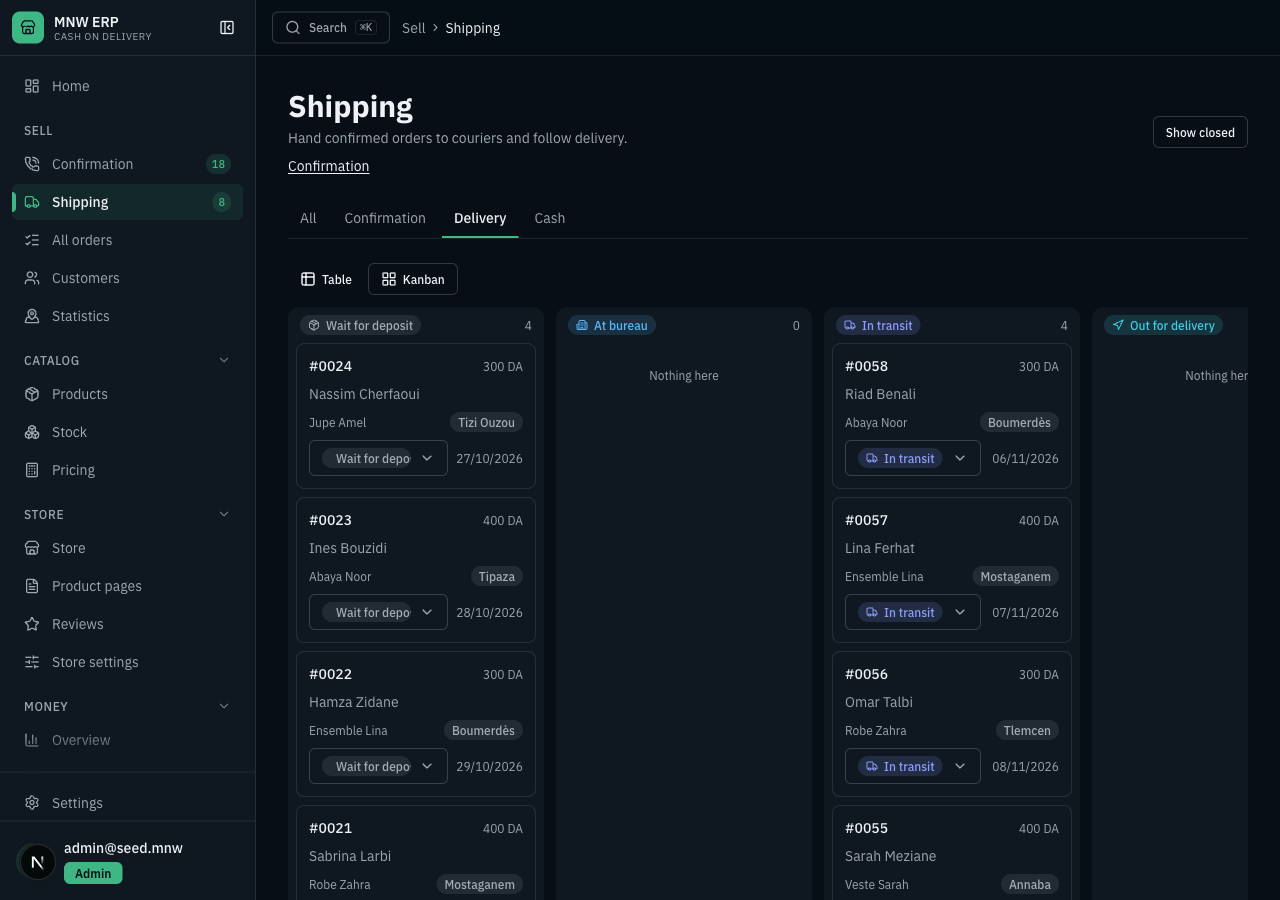 MNW ERP
CASH ON DELIVERY
Search ⌘K
Sell > Shipping
Home
SELL
Confirmation 18
Shipping 8
All orders
Customers
Statistics
CATALOG
Products
Stock
Pricing
STORE
Store
Product pages
Reviews
Store settings
MONEY
Overview
Settings
N
admin@seed.mnw
Admin
Shipping
Hand confirmed orders to couriers and follow delivery.
Confirmation
Show closed
All Confirmation Delivery Cash
Table Kanban
Wait for deposit 4
#0024 300 DA
Nassim Cherfaoui
Jupe Amel Tizi Ouzou
Wait for depo 27/10/2026
#0023 400 DA
Ines Bouzidi
Abaya Noor Tipaza
Wait for depo 28/10/2026
#0022 300 DA
Hamza Zidane
Ensemble Lina Boumerdès
Wait for depo 29/10/2026
#0021 400 DA
Sabrina Larbi
Robe Zahra Mostaganem
At bureau 0
Nothing here
In transit 4
#0058 300 DA
Riad Benali
Abaya Noor Boumerdès
In transit 06/11/2026
#0057 400 DA
Lina Ferhat
Ensemble Lina Mostaganem
In transit 07/11/2026
#0056 300 DA
Omar Talbi
Robe Zahra Tlemcen
In transit 08/11/2026
#0055 400 DA
Sarah Meziane
Veste Sarah Annaba
Out for delivery
Nothing her